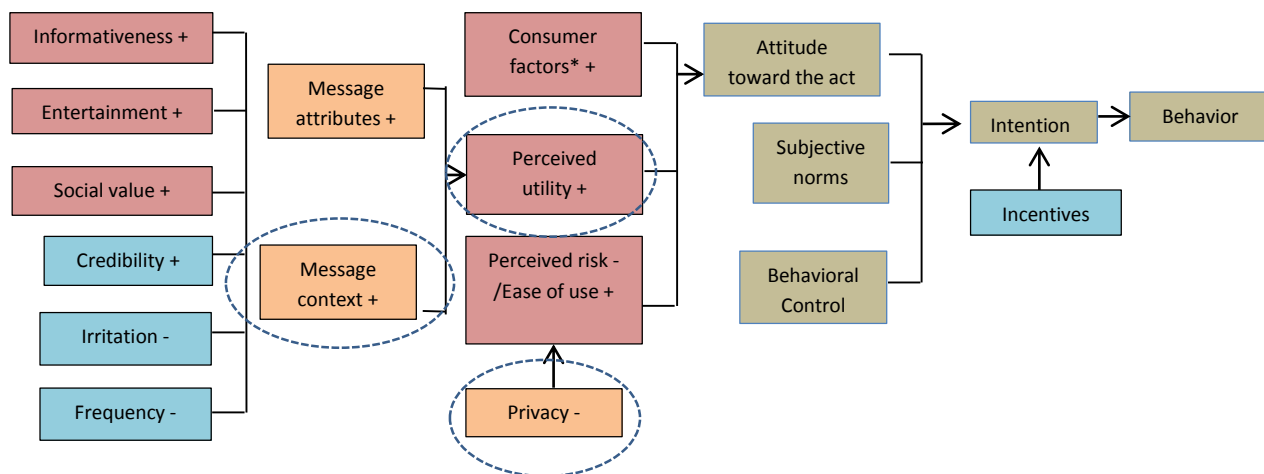 Informativeness +
Entertainment +
Social value +
Credibility +
Irritation -
Frequency -
Message
attributes +
Message
context +
Consumer
factors* +
Perceived
utility +
Perceived risk -
/Ease of use +
Privacy -
Attitude
toward the act
Subjective
norms
Behavioral
Control
Intention
Incentives
Behavior